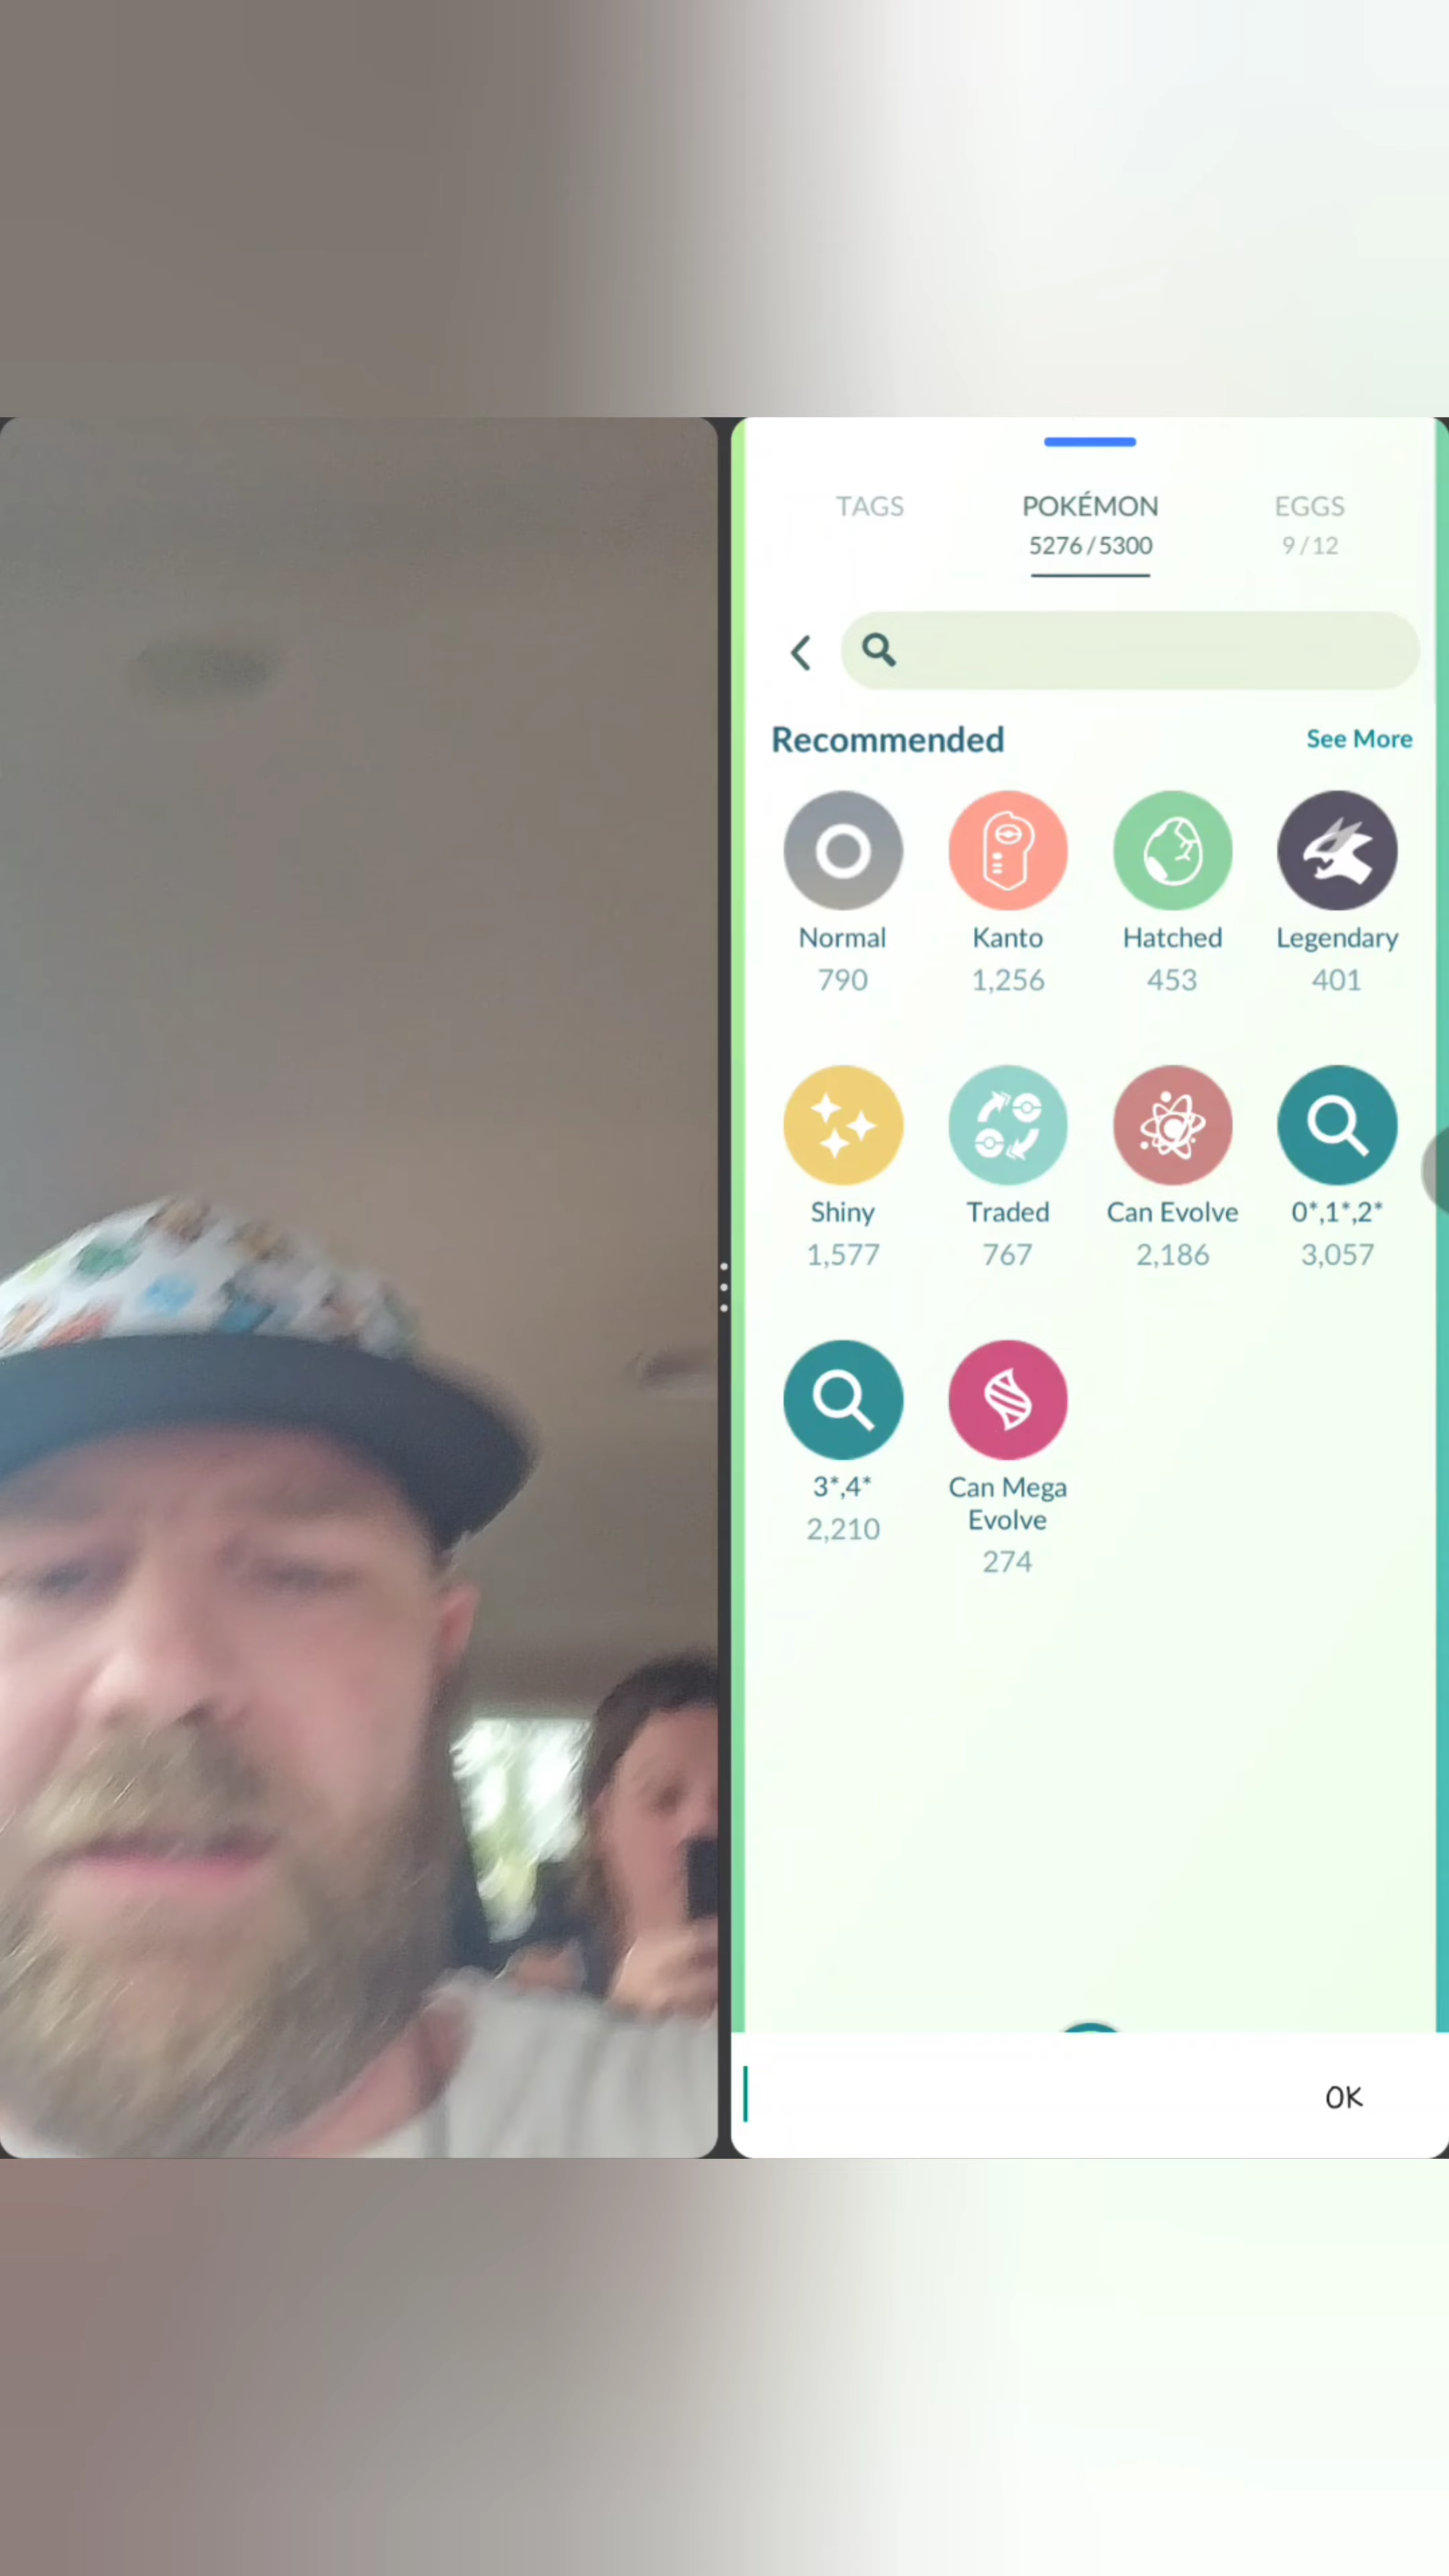 TAGS POKÉMON EGGS
5276/5300 9/12
Recommended See More
Normal Kanto Hatched Legendary
790 1,256 453 401
Shiny Traded Can Evolve 0*,1*,2*
1,577 767 2,186 3,057
3*,4* Can Mega
Evolve
2,210 274
OK